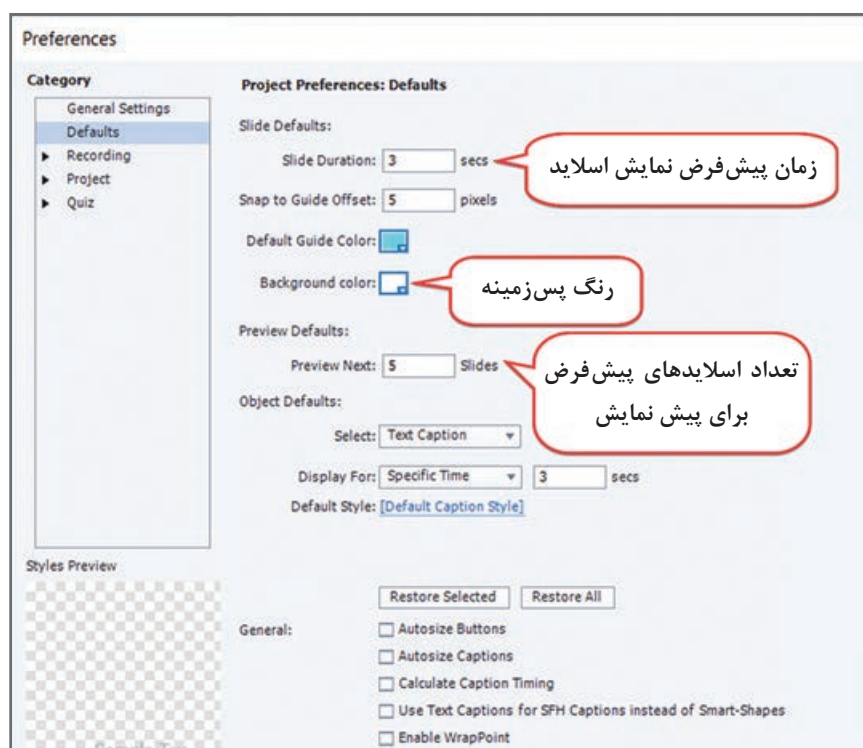 Preferences
Category
General Settings
Defaults
Recording
Project
Quiz
Project Preferences: Defaults
Slide Defaults:
Slide Duration: 3 secs
زمان پیش‌فرض نمایش اسلاید
Snap to Guide Offset: 5 pixels
Default Guide Color:
Background color:
رنگ پس‌زمینه
Preview Defaults:
Preview Next: 5 Slides
تعداد اسلایدهای پیش‌فرض
برای پیش نمایش
Object Defaults:
Select: Text Caption
Display For: Specific Time 3 secs
Default Style: [Default Caption Style]
Styles Preview
Restore Selected Restore All
General:
Autosize Buttons
Autosize Captions
Calculate Caption Timing
Use Text Captions for SFH Captions instead of Smart-Shapes
Enable WrapPoint